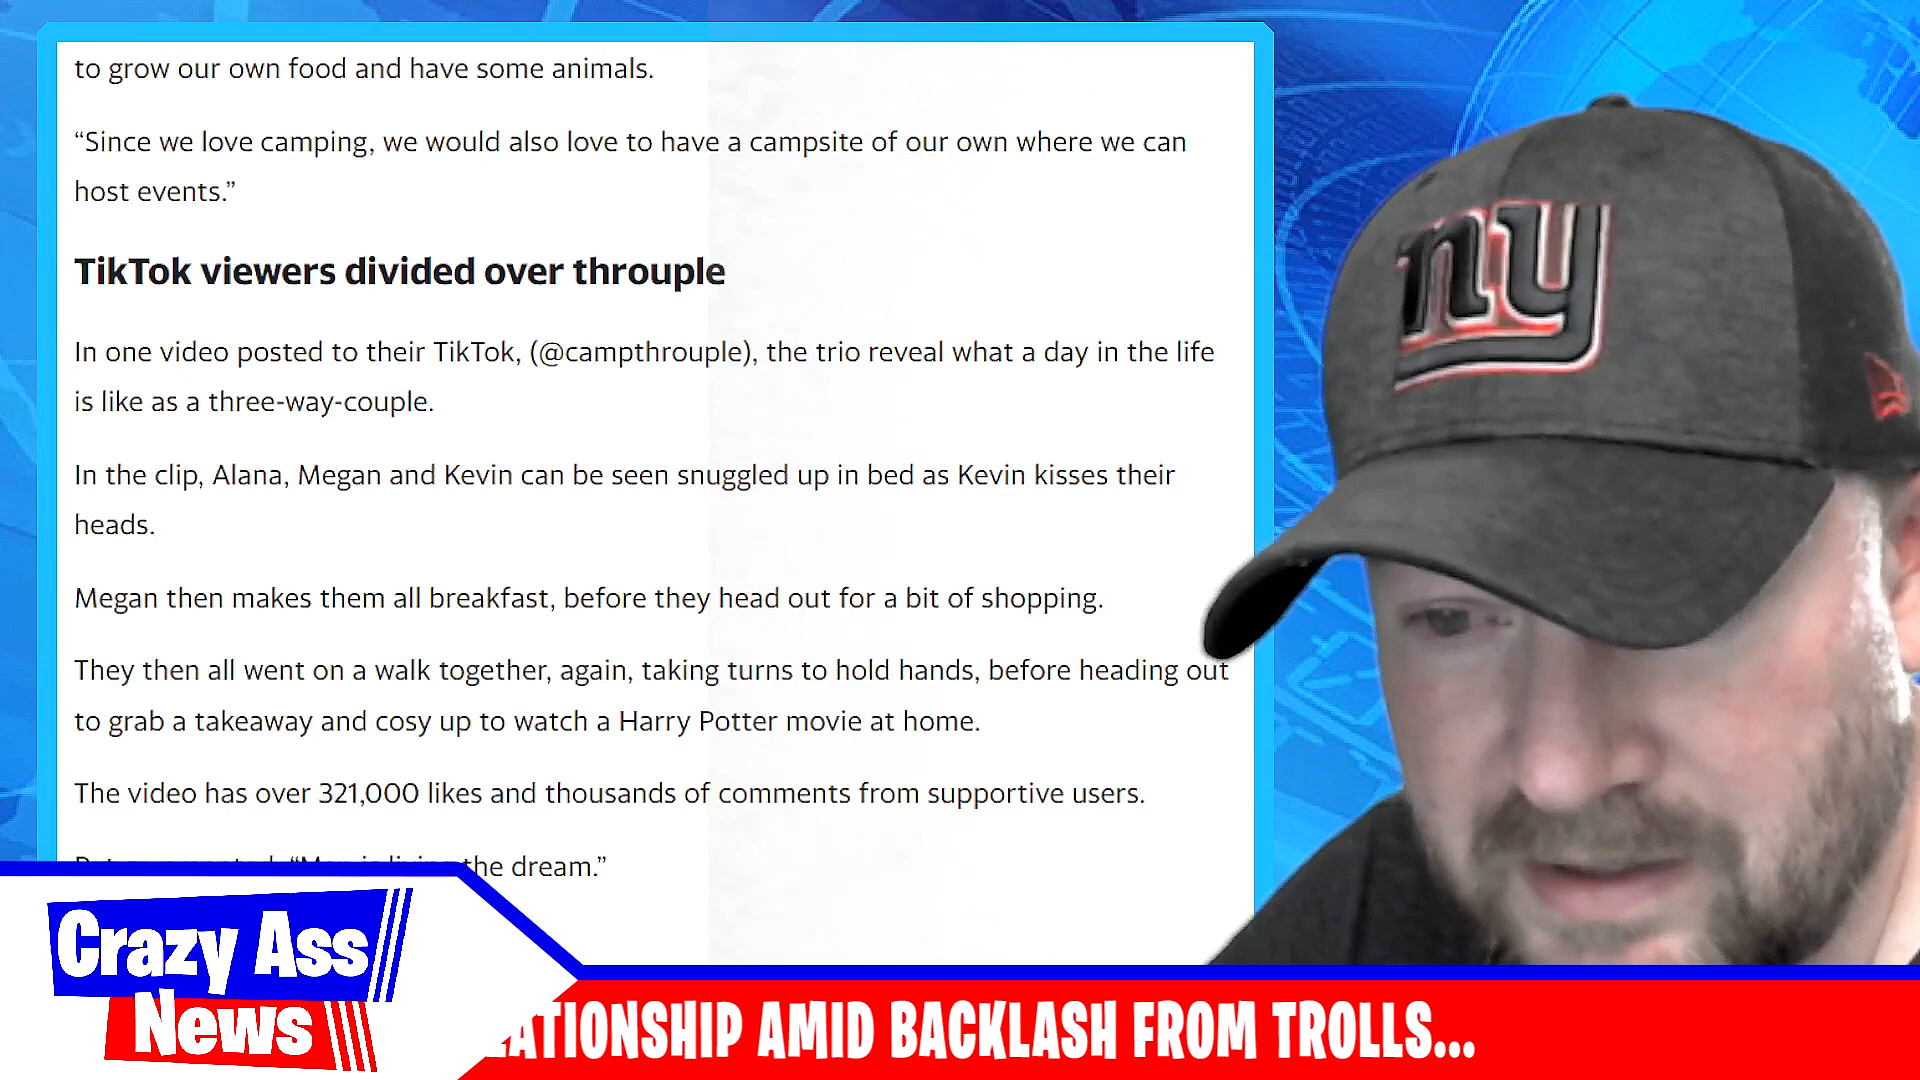 to grow our own food and have some animals.
“Since we love camping, we would also love to have a campsite of our own where we can
host events.”
TikTok viewers divided over throuple
In one video posted to their TikTok, (@campthrouple), the trio reveal what a day in the life
is like as a three-way-couple.
In the clip, Alana, Megan and Kevin can be seen snuggled up in bed as Kevin kisses their
heads.
Megan then makes them all breakfast, before they head out for a bit of shopping.
They then all went on a walk together, again, taking turns to hold hands, before heading out
to grab a takeaway and cosy up to watch a Harry Potter movie at home.
The video has over 321,000 likes and thousands of comments from supportive users.
the dream.”
ny
Crazy Ass
News
ATIONSHIP AMID BACKLASH FROM TROLLS...